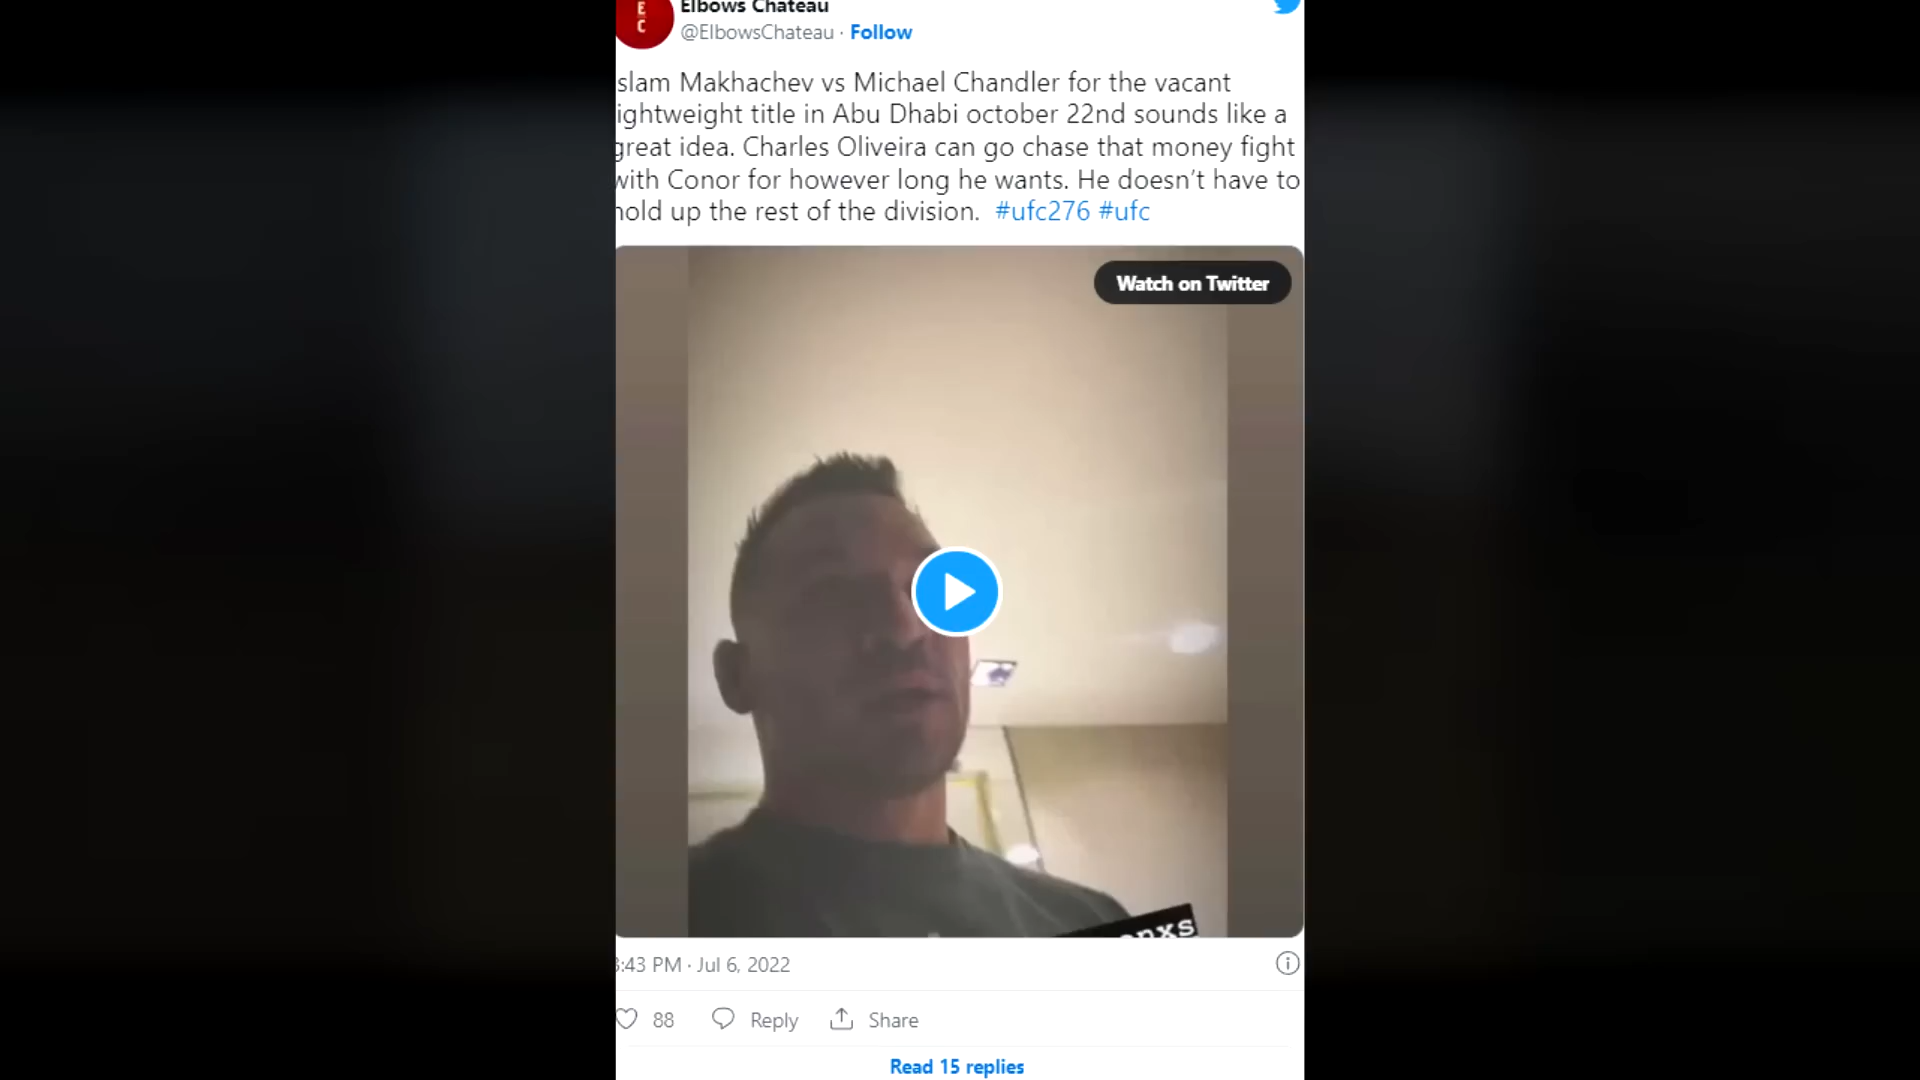 E
C
Elbows Chateau
@ElbowsChateau · Follow
slam Makhachev vs Michael Chandler for the vacant
ightweight title in Abu Dhabi october 22nd sounds like a
great idea. Charles Oliveira can go chase that money fight
with Conor for however long he wants. He doesn't have to
hold up the rest of the division. #ufc276 #ufc
Watch on Twitter
onxs
:43 PM · Jul 6, 2022
88 Reply Share
Read 15 replies